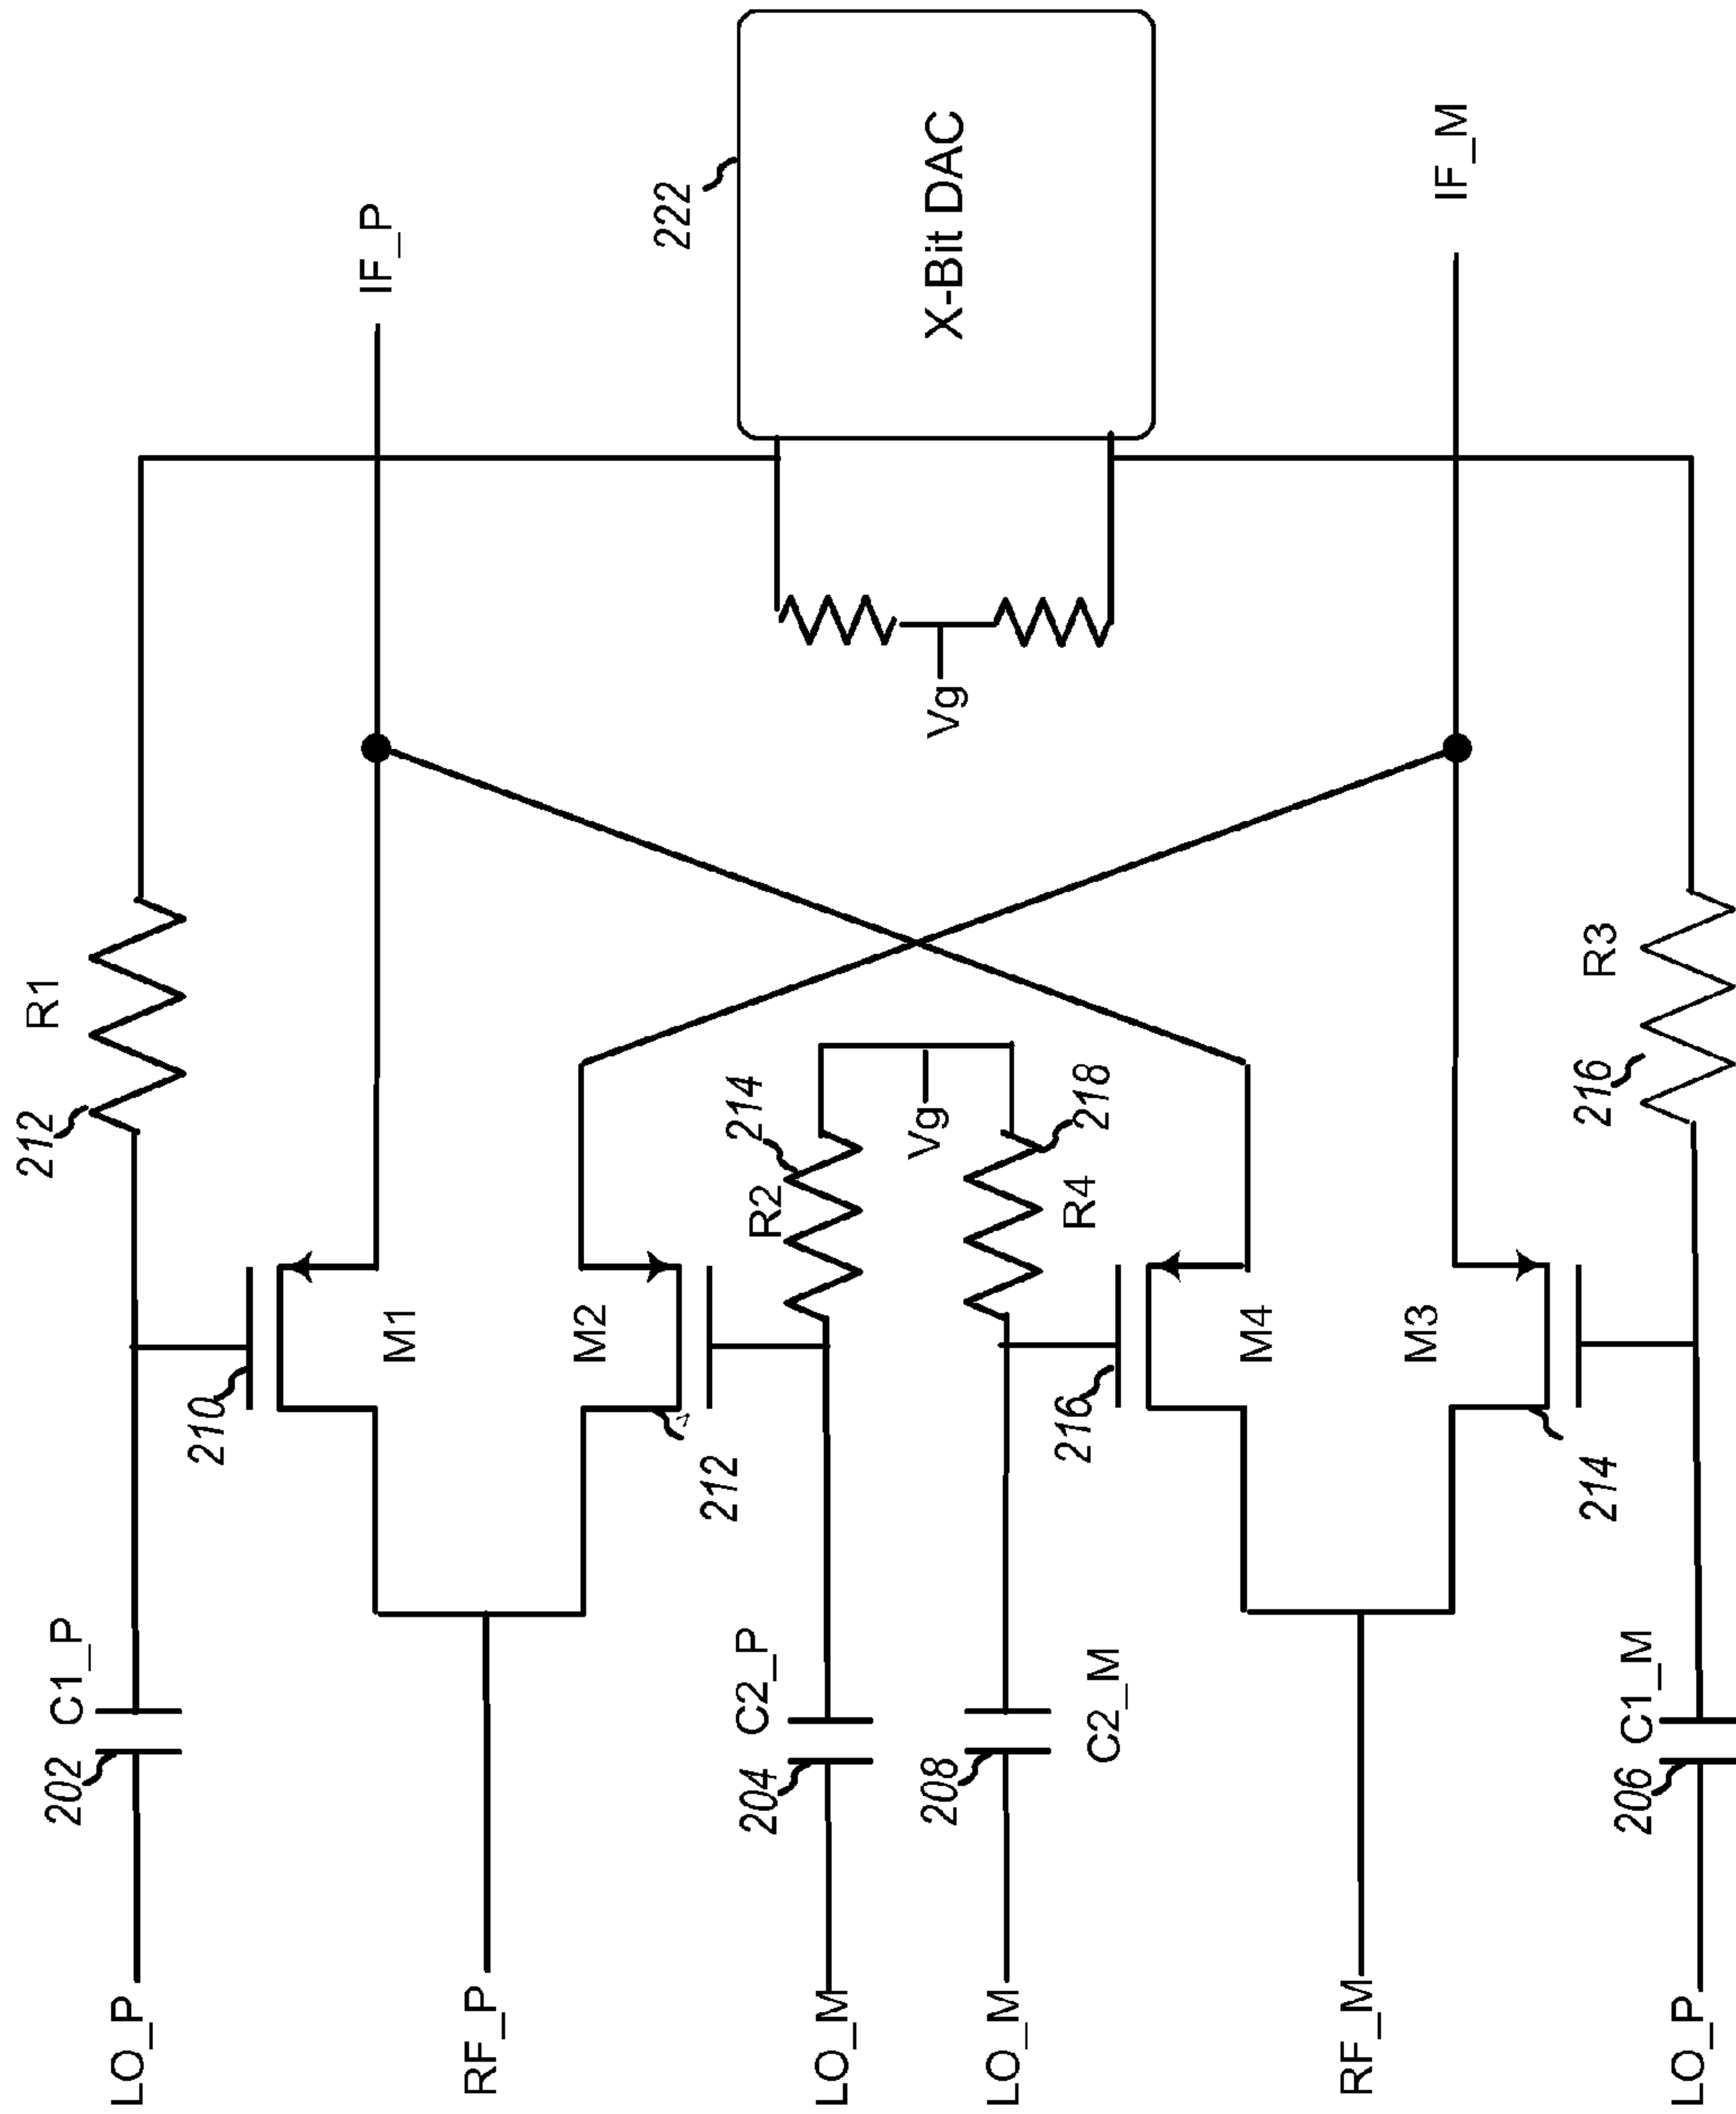 LO_P
202
C1_P
210
M1
212
R1
IF_P
RF_P
M2
212
LO_M
204
C2_P
R2
214
Vg
Vg
222
X-Bit DAC
LO_M
208
C2_M
216
M4
R4
218
RF_M
M3
214
IF_M
LO_P
206
C1_M
216
R3